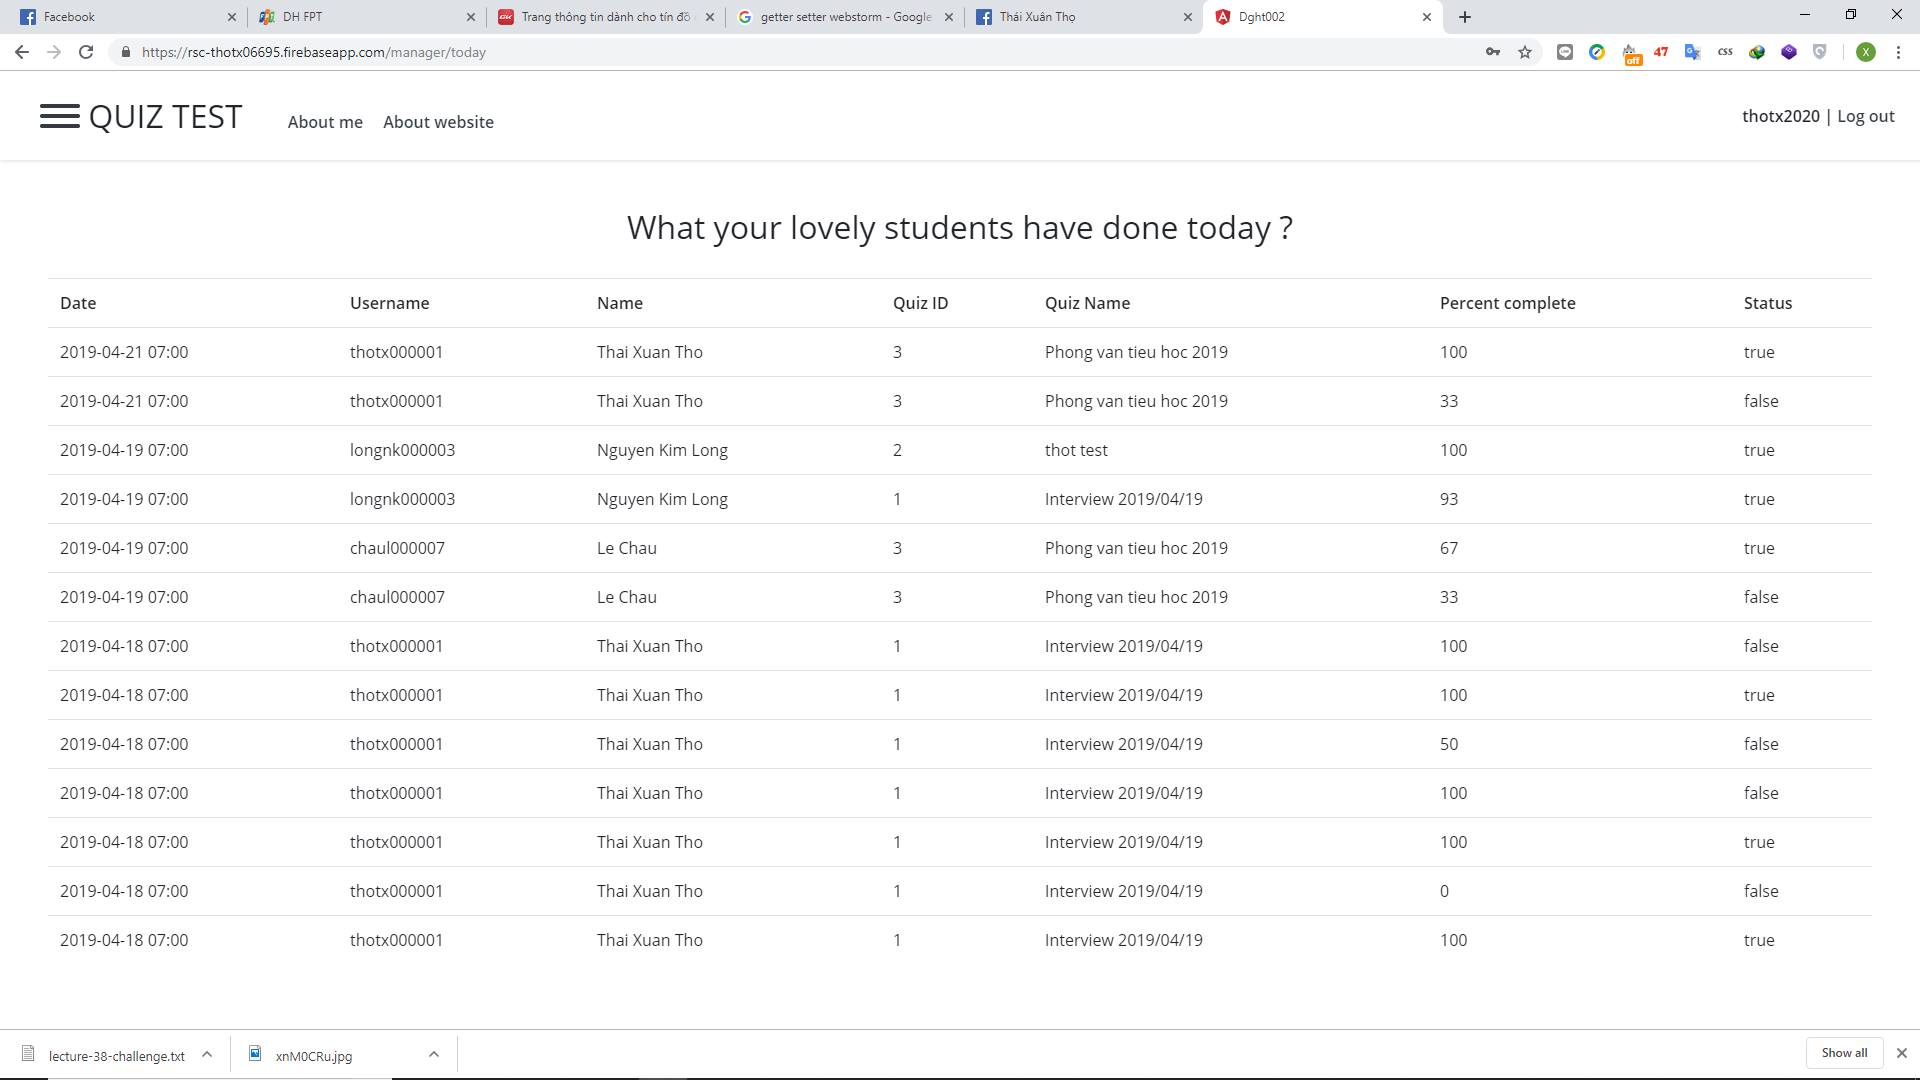 Facebook
DH FPT
Trang thông tin dành cho tín đồ
getter setter webstorm - Google
Thái Xuân Thọ
Dght002
https://rsc-thotx06695.firebaseapp.com/manager/today
off
47
css
X
QUIZ TEST
About me
About website
thotx2020 | Log out
What your lovely students have done today ?
Date Username Name Quiz ID Quiz Name Percent complete Status
2019-04-21 07:00 thotx000001 Thai Xuan Tho 3 Phong van tieu hoc 2019 100 true
2019-04-21 07:00 thotx000001 Thai Xuan Tho 3 Phong van tieu hoc 2019 33 false
2019-04-19 07:00 longnk000003 Nguyen Kim Long 2 thot test 100 true
2019-04-19 07:00 longnk000003 Nguyen Kim Long 1 Interview 2019/04/19 93 true
2019-04-19 07:00 chaul000007 Le Chau 3 Phong van tieu hoc 2019 67 true
2019-04-19 07:00 chaul000007 Le Chau 3 Phong van tieu hoc 2019 33 false
2019-04-18 07:00 thotx000001 Thai Xuan Tho 1 Interview 2019/04/19 100 false
2019-04-18 07:00 thotx000001 Thai Xuan Tho 1 Interview 2019/04/19 100 true
2019-04-18 07:00 thotx000001 Thai Xuan Tho 1 Interview 2019/04/19 50 false
2019-04-18 07:00 thotx000001 Thai Xuan Tho 1 Interview 2019/04/19 100 false
2019-04-18 07:00 thotx000001 Thai Xuan Tho 1 Interview 2019/04/19 100 true
2019-04-18 07:00 thotx000001 Thai Xuan Tho 1 Interview 2019/04/19 0 false
2019-04-18 07:00 thotx000001 Thai Xuan Tho 1 Interview 2019/04/19 100 true
lecture-38-challenge.txt
xnM0CRu.jpg
Show all